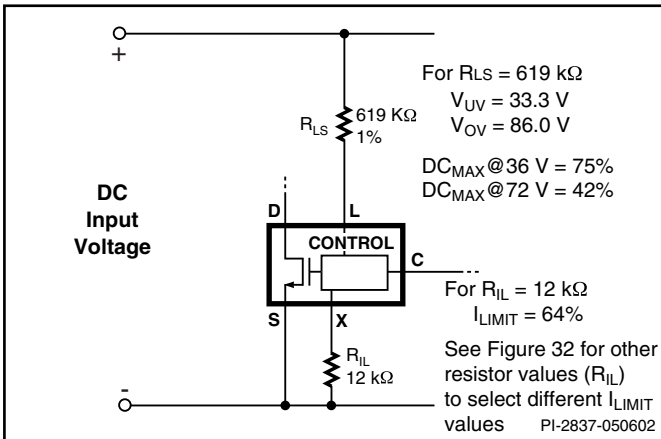 +
619 KΩ
RLS
1%
For RLS = 619 kΩ
VUV = 33.3 V
VOV = 86.0 V
DCMAX@36 V = 75%
DCMAX@72 V = 42%
DC
Input
Voltage
D
L
CONTROL
C
S
X
For RIL = 12 kΩ
ILIMIT = 64%
RIL
12 kΩ
See Figure 32 for other
resistor values (RIL)
to select different ILIMIT
values
PI-2837-050602
-